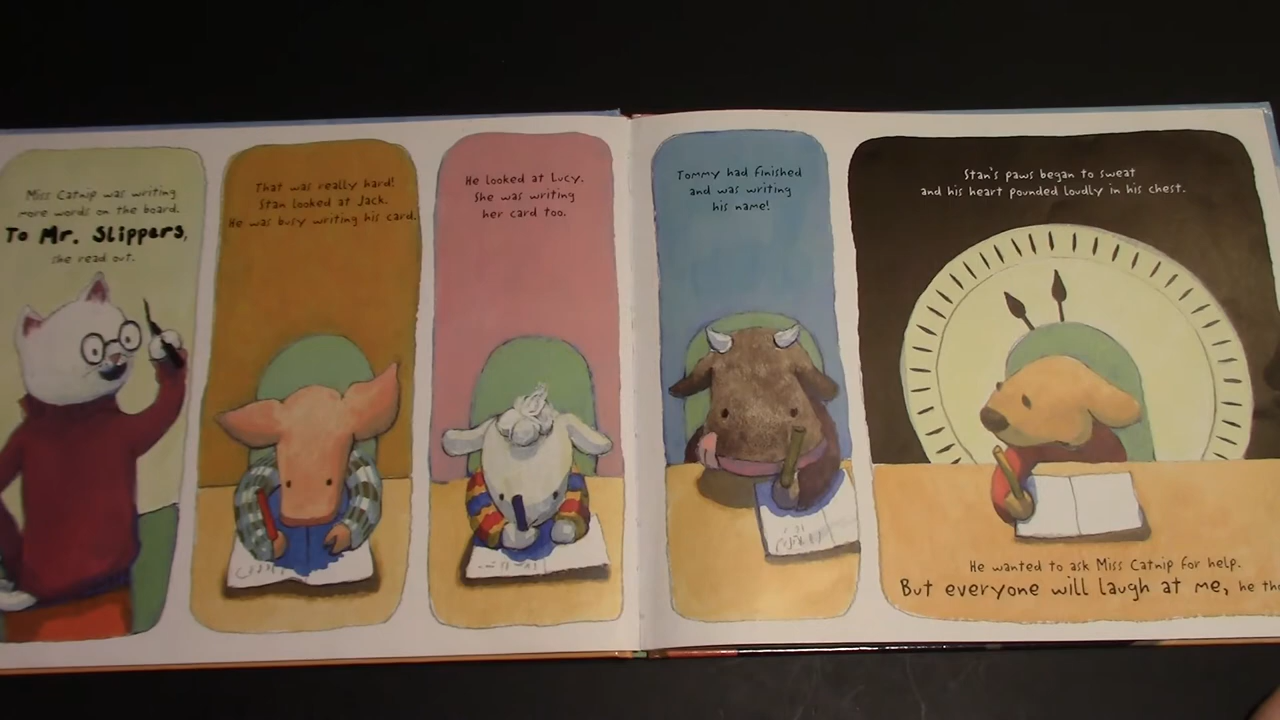 Miss Catnip was writing
more words on the board.
To Mr. Slippers,
she read out.
That was really hard!
Stan looked at Jack.
He was busy writing his card.
He looked at Lucy.
She was writing
her card too.
Tommy had finished
and was writing
his name!
Stan's paws began to sweat
and his heart pounded loudly in his chest.
He wanted to ask Miss Catnip for help.
But everyone will laugh at me, he